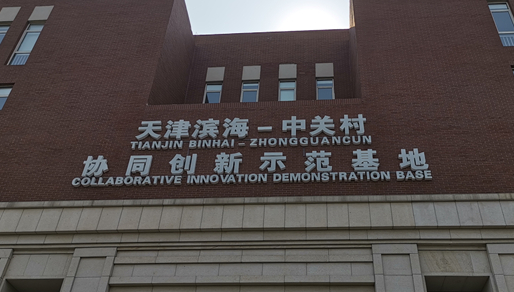 天津滨海－中关村
TIANJIN BINHAI - ZHONGGUANCUN
协同创新示范基地
COLLABORATIVE INNOVATION DEMONSTRATION BASE